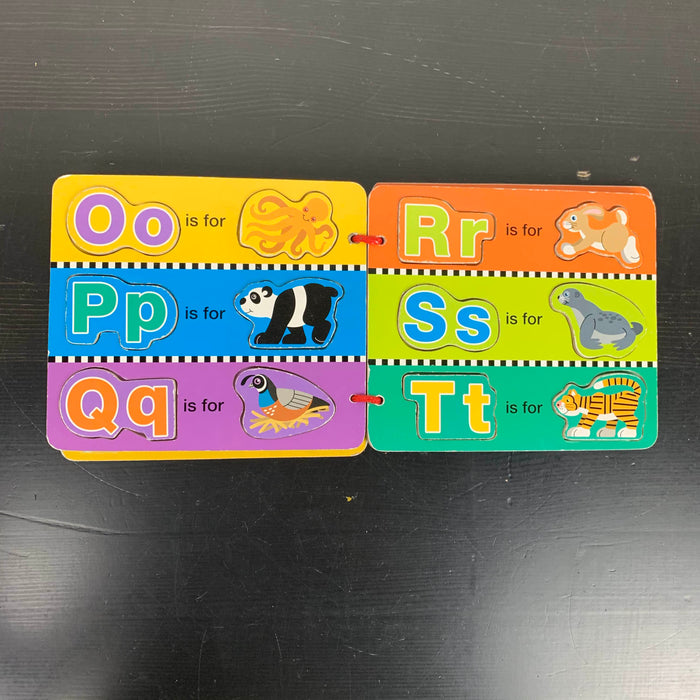 Oo is for
Pp is for
Qq is for
Rr is for
Ss is for
Tt is for